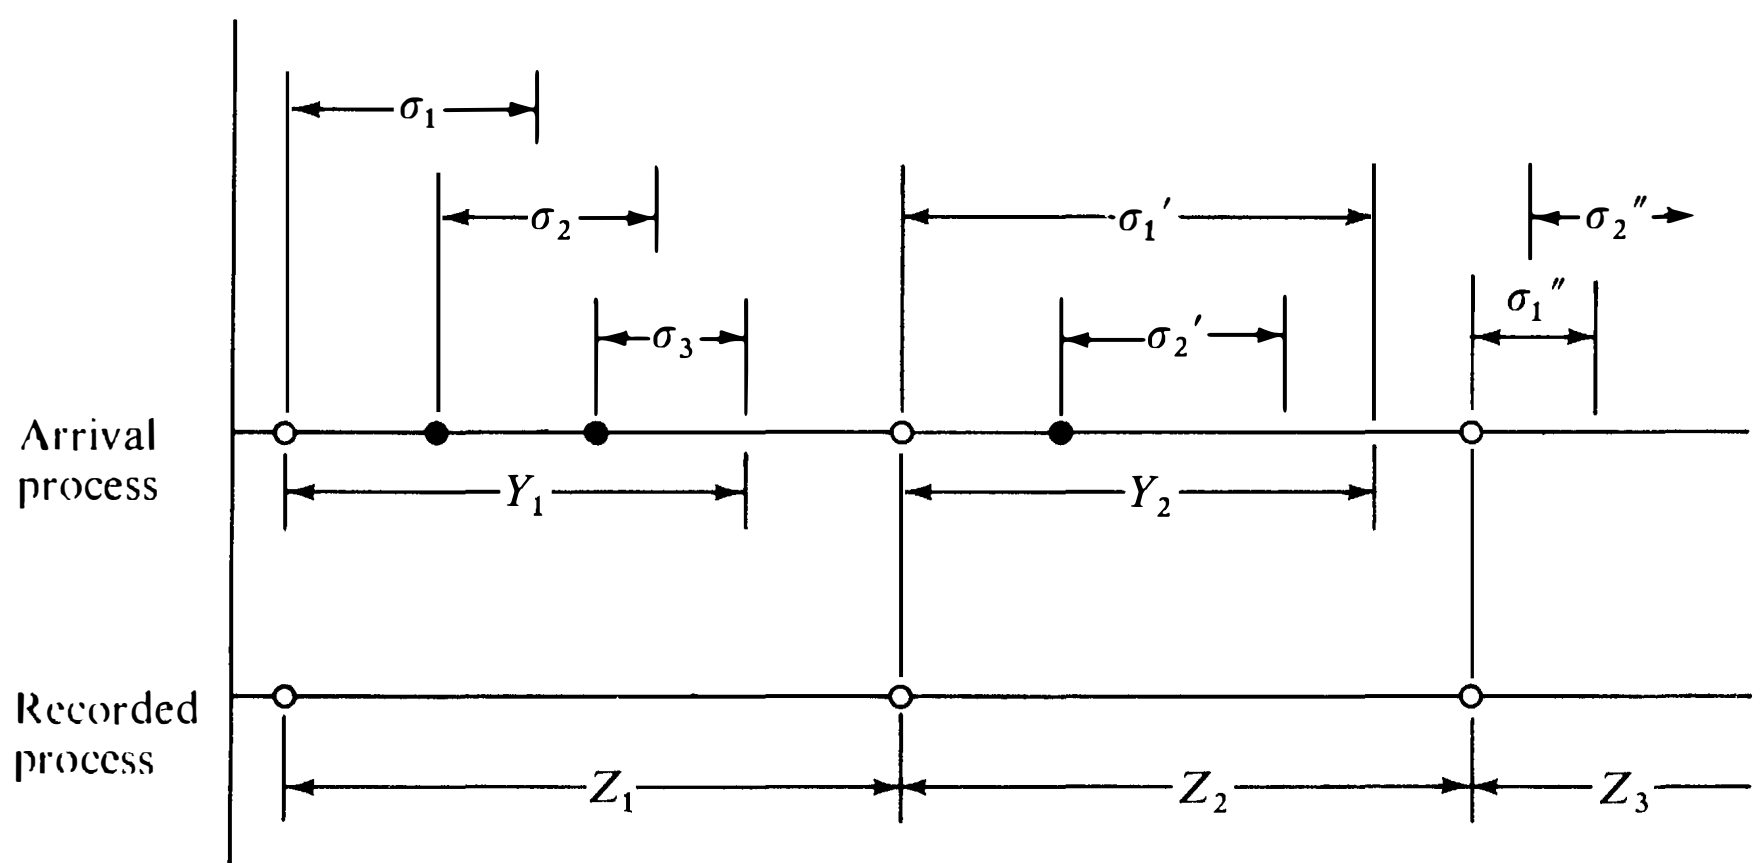 σ₁
σ₂ σ₁′ σ₂″
σ₁″
σ₃ σ₂′
Arrival
process
Y₁ Y₂
Recorded
process
Z₁ Z₂ Z₃